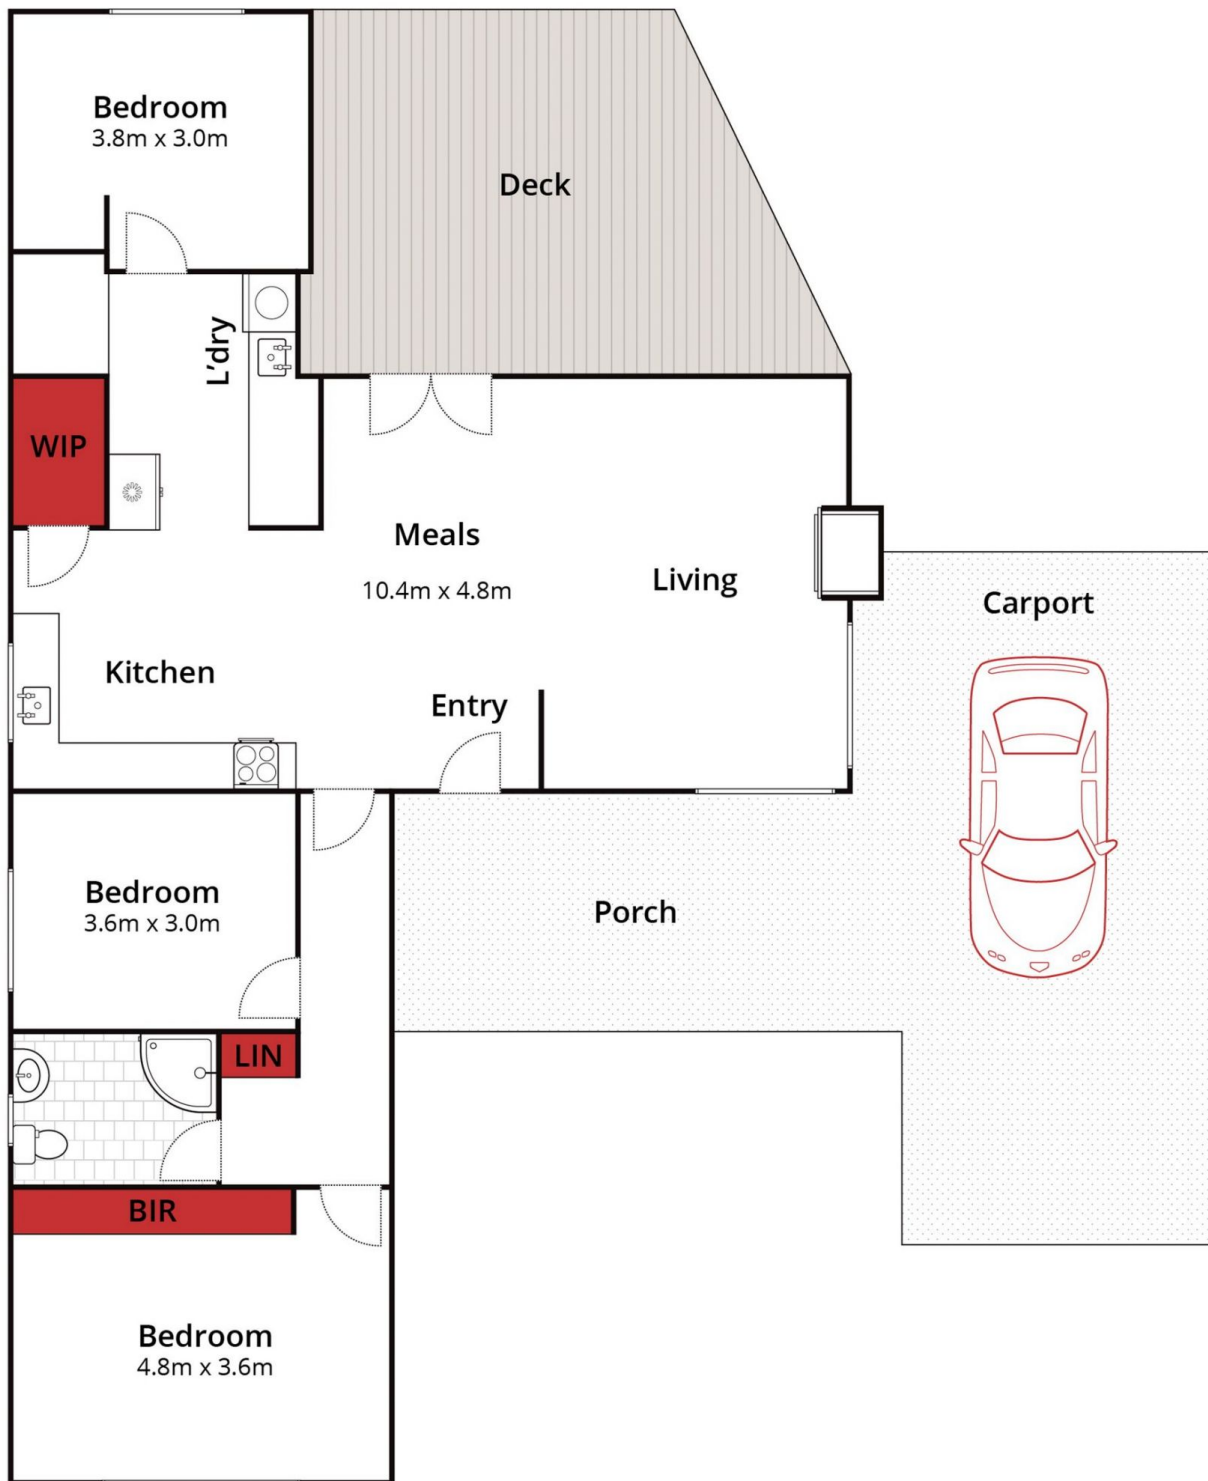 Bedroom
3.8m x 3.0m
Deck
L'dry
WIP
Meals
10.4m x 4.8m
Living
Carport
Kitchen
Entry
Bedroom
3.6m x 3.0m
Porch
LIN
BIR
Bedroom
4.8m x 3.6m